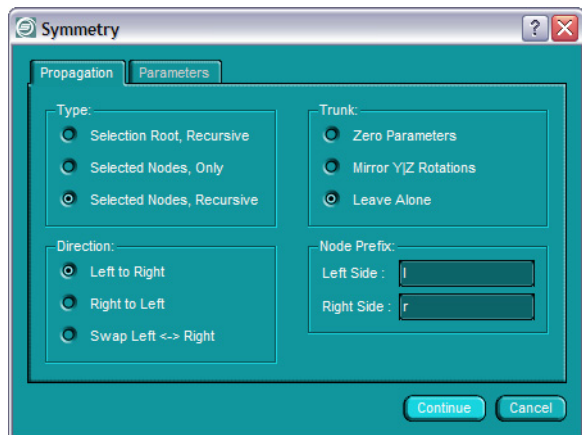 Symmetry
Propagation
Parameters
Type:
Selection Root, Recursive
Selected Nodes, Only
Selected Nodes, Recursive
Trunk:
Zero Parameters
Mirror Y|Z Rotations
Leave Alone
Direction:
Left to Right
Right to Left
Swap Left <-> Right
Node Prefix:
Left Side : l
Right Side : r
Continue
Cancel